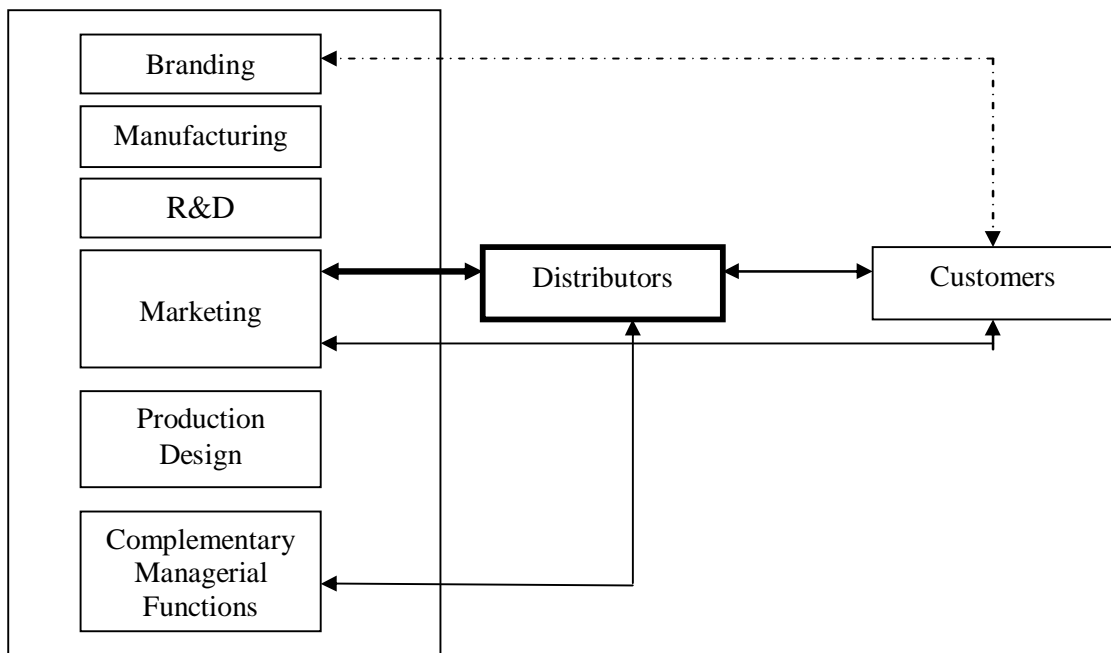 Branding
Manufacturing
R&D
Marketing
Distributors
Customers
Production
Design
Complementary
Managerial
Functions